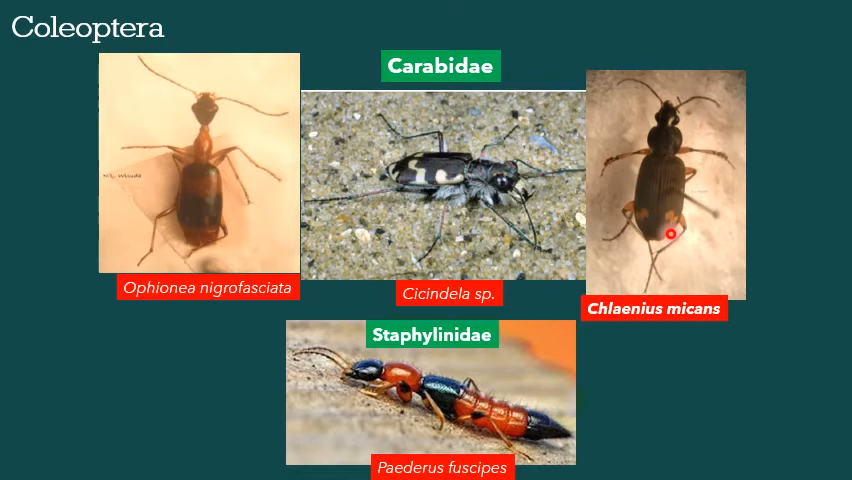 Coleoptera
Carabidae
Ophionea nigrofasciata
Cicindela sp.
Chlaenius micans
Staphylinidae
Paederus fuscipes